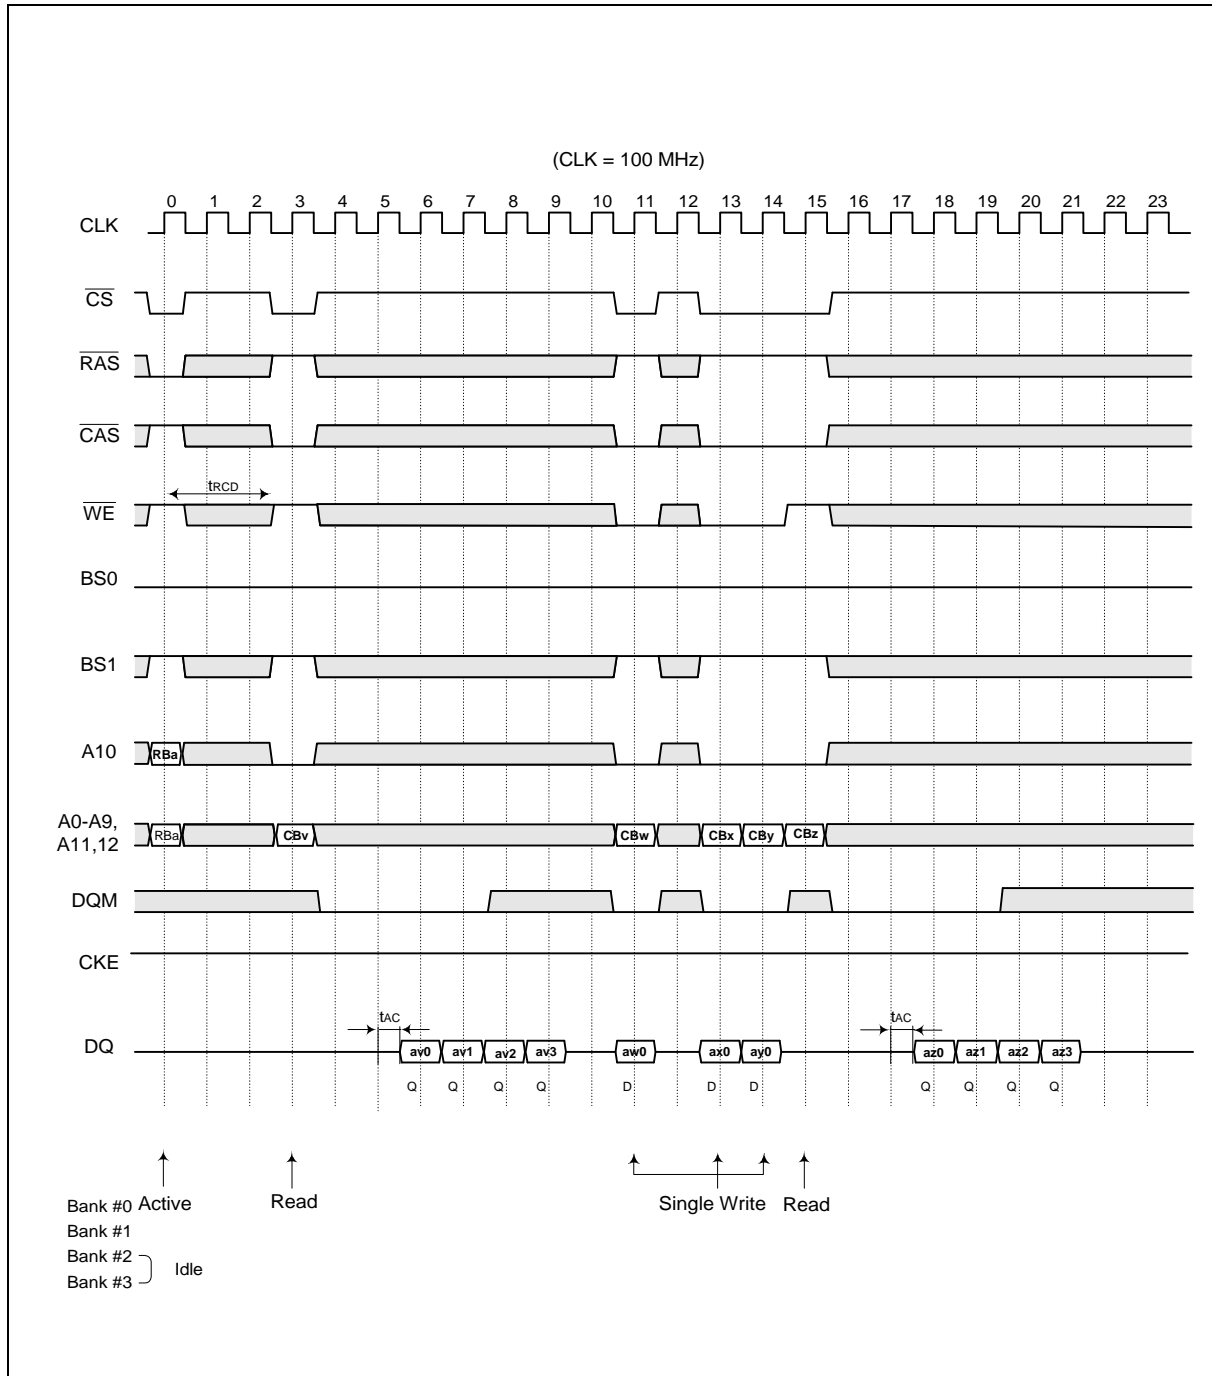 (CLK = 100 MHz)
0 1 2 3 4 5 6 7 8 9 10 11 12 13 14 15 16 17 18 19 20 21 22 23
CLK
CS
RAS
CAS
tRCD
WE
BS0
BS1
A10 RBa
A0-A9,
A11,12
RBa CBv CBw CBx CBy CBz
DQM
CKE
tAC tAC
DQ av0 av1 av2 av3 aw0 ax0 ay0 az0 az1 az2 az3
Q Q Q Q D D D Q Q Q Q
Bank #0 Active Read Single Write Read
Bank #1
Bank #2
Idle
Bank #3